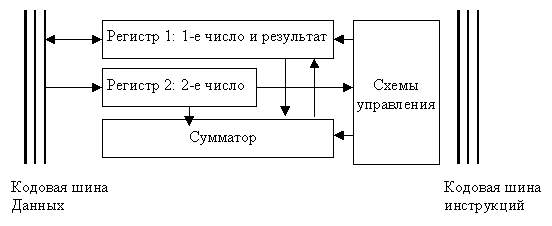 Регистр 1: 1-е число и результат
Регистр 2: 2-е число
Схемы
управления
Сумматор
Кодовая шина
Данных
Кодовая шина
инструкций